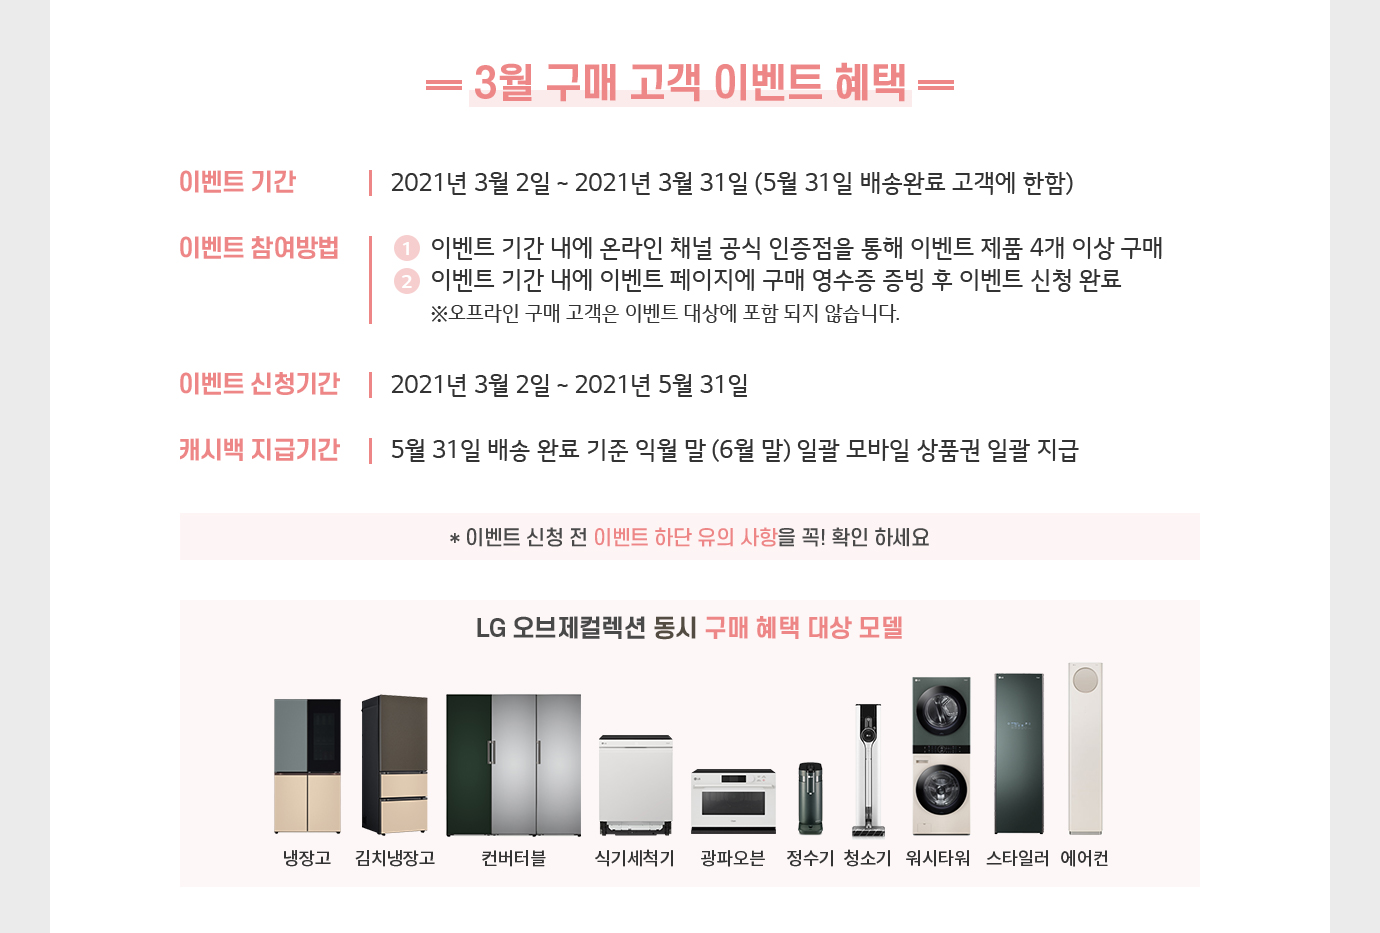 3월 구매 고객 이벤트 혜택
이벤트 기간
2021년 3월 2일 ~ 2021년 3월 31일 (5월 31일 배송완료 고객에 한함)
이벤트 참여방법
1 이벤트 기간 내에 온라인 채널 공식 인증점을 통해 이벤트 제품 4개 이상 구매
2 이벤트 기간 내에 이벤트 페이지에 구매 영수증 증빙 후 이벤트 신청 완료
※오프라인 구매 고객은 이벤트 대상에 포함 되지 않습니다.
이벤트 신청기간
2021년 3월 2일 ~ 2021년 5월 31일
캐시백 지급기간
5월 31일 배송 완료 기준 익월 말 (6월 말) 일괄 모바일 상품권 일괄 지급
* 이벤트 신청 전 이벤트 하단 유의 사항을 꼭! 확인 하세요
LG 오브제컬렉션 동시 구매 혜택 대상 모델
냉장고 김치냉장고 컨버터블 식기세척기 광파오븐 정수기 청소기 워시타워 스타일러 에어컨